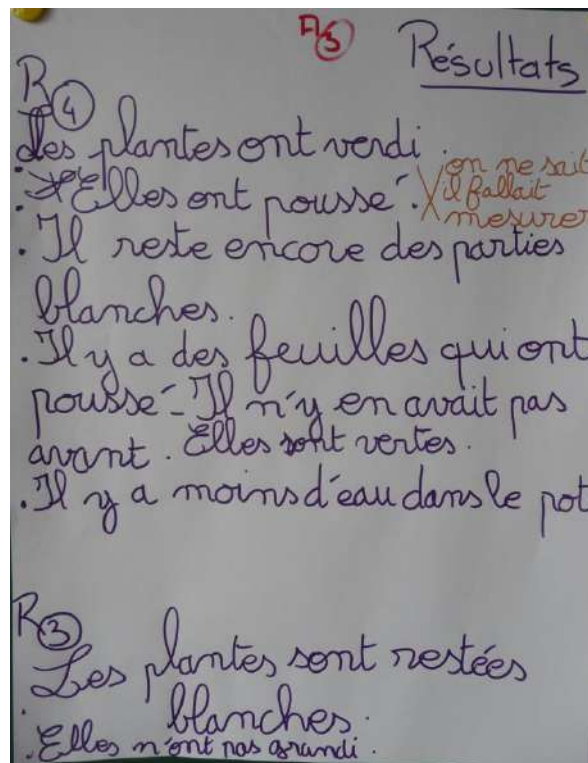 A5
Résultats
R4
Les plantes ont verdi.
. Elles ont poussé.
on ne sait
il fallait
mesurer
. Il reste encore des parties
blanches.
. Il y a des feuilles qui ont
poussé - Il n'y en avait pas
avant. Elles sont vertes.
. Il y a moins d'eau dans le pot
R3
Les plantes sont restées
blanches.
. Elles n'ont pas grandi.